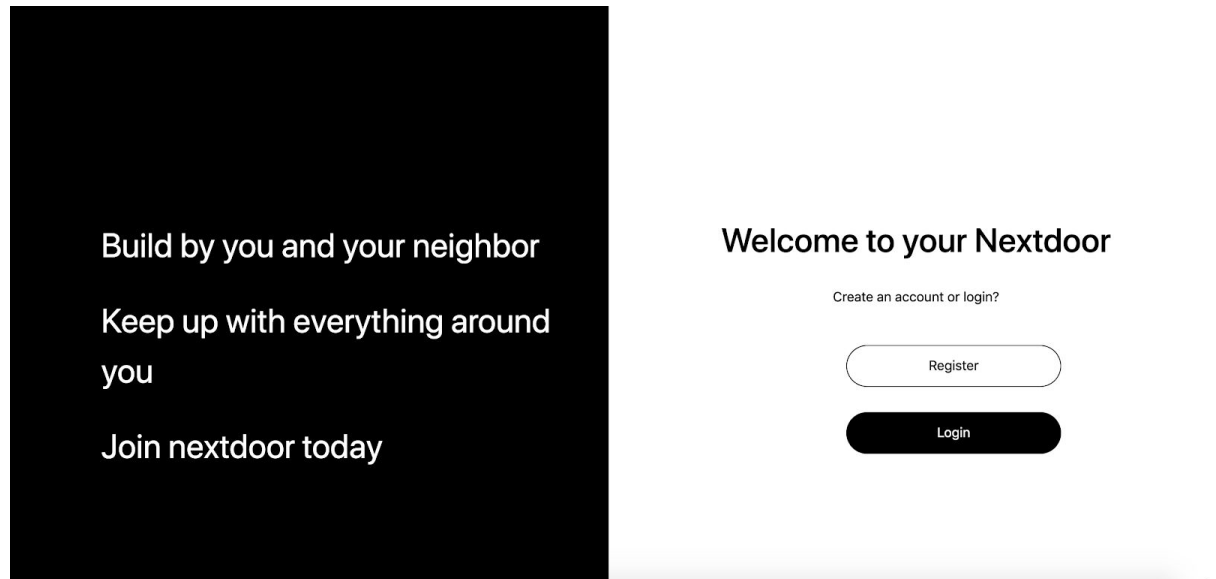 Build by you and your neighbor
Keep up with everything around
you
Join nextdoor today
Welcome to your Nextdoor
Create an account or login?
Register
Login